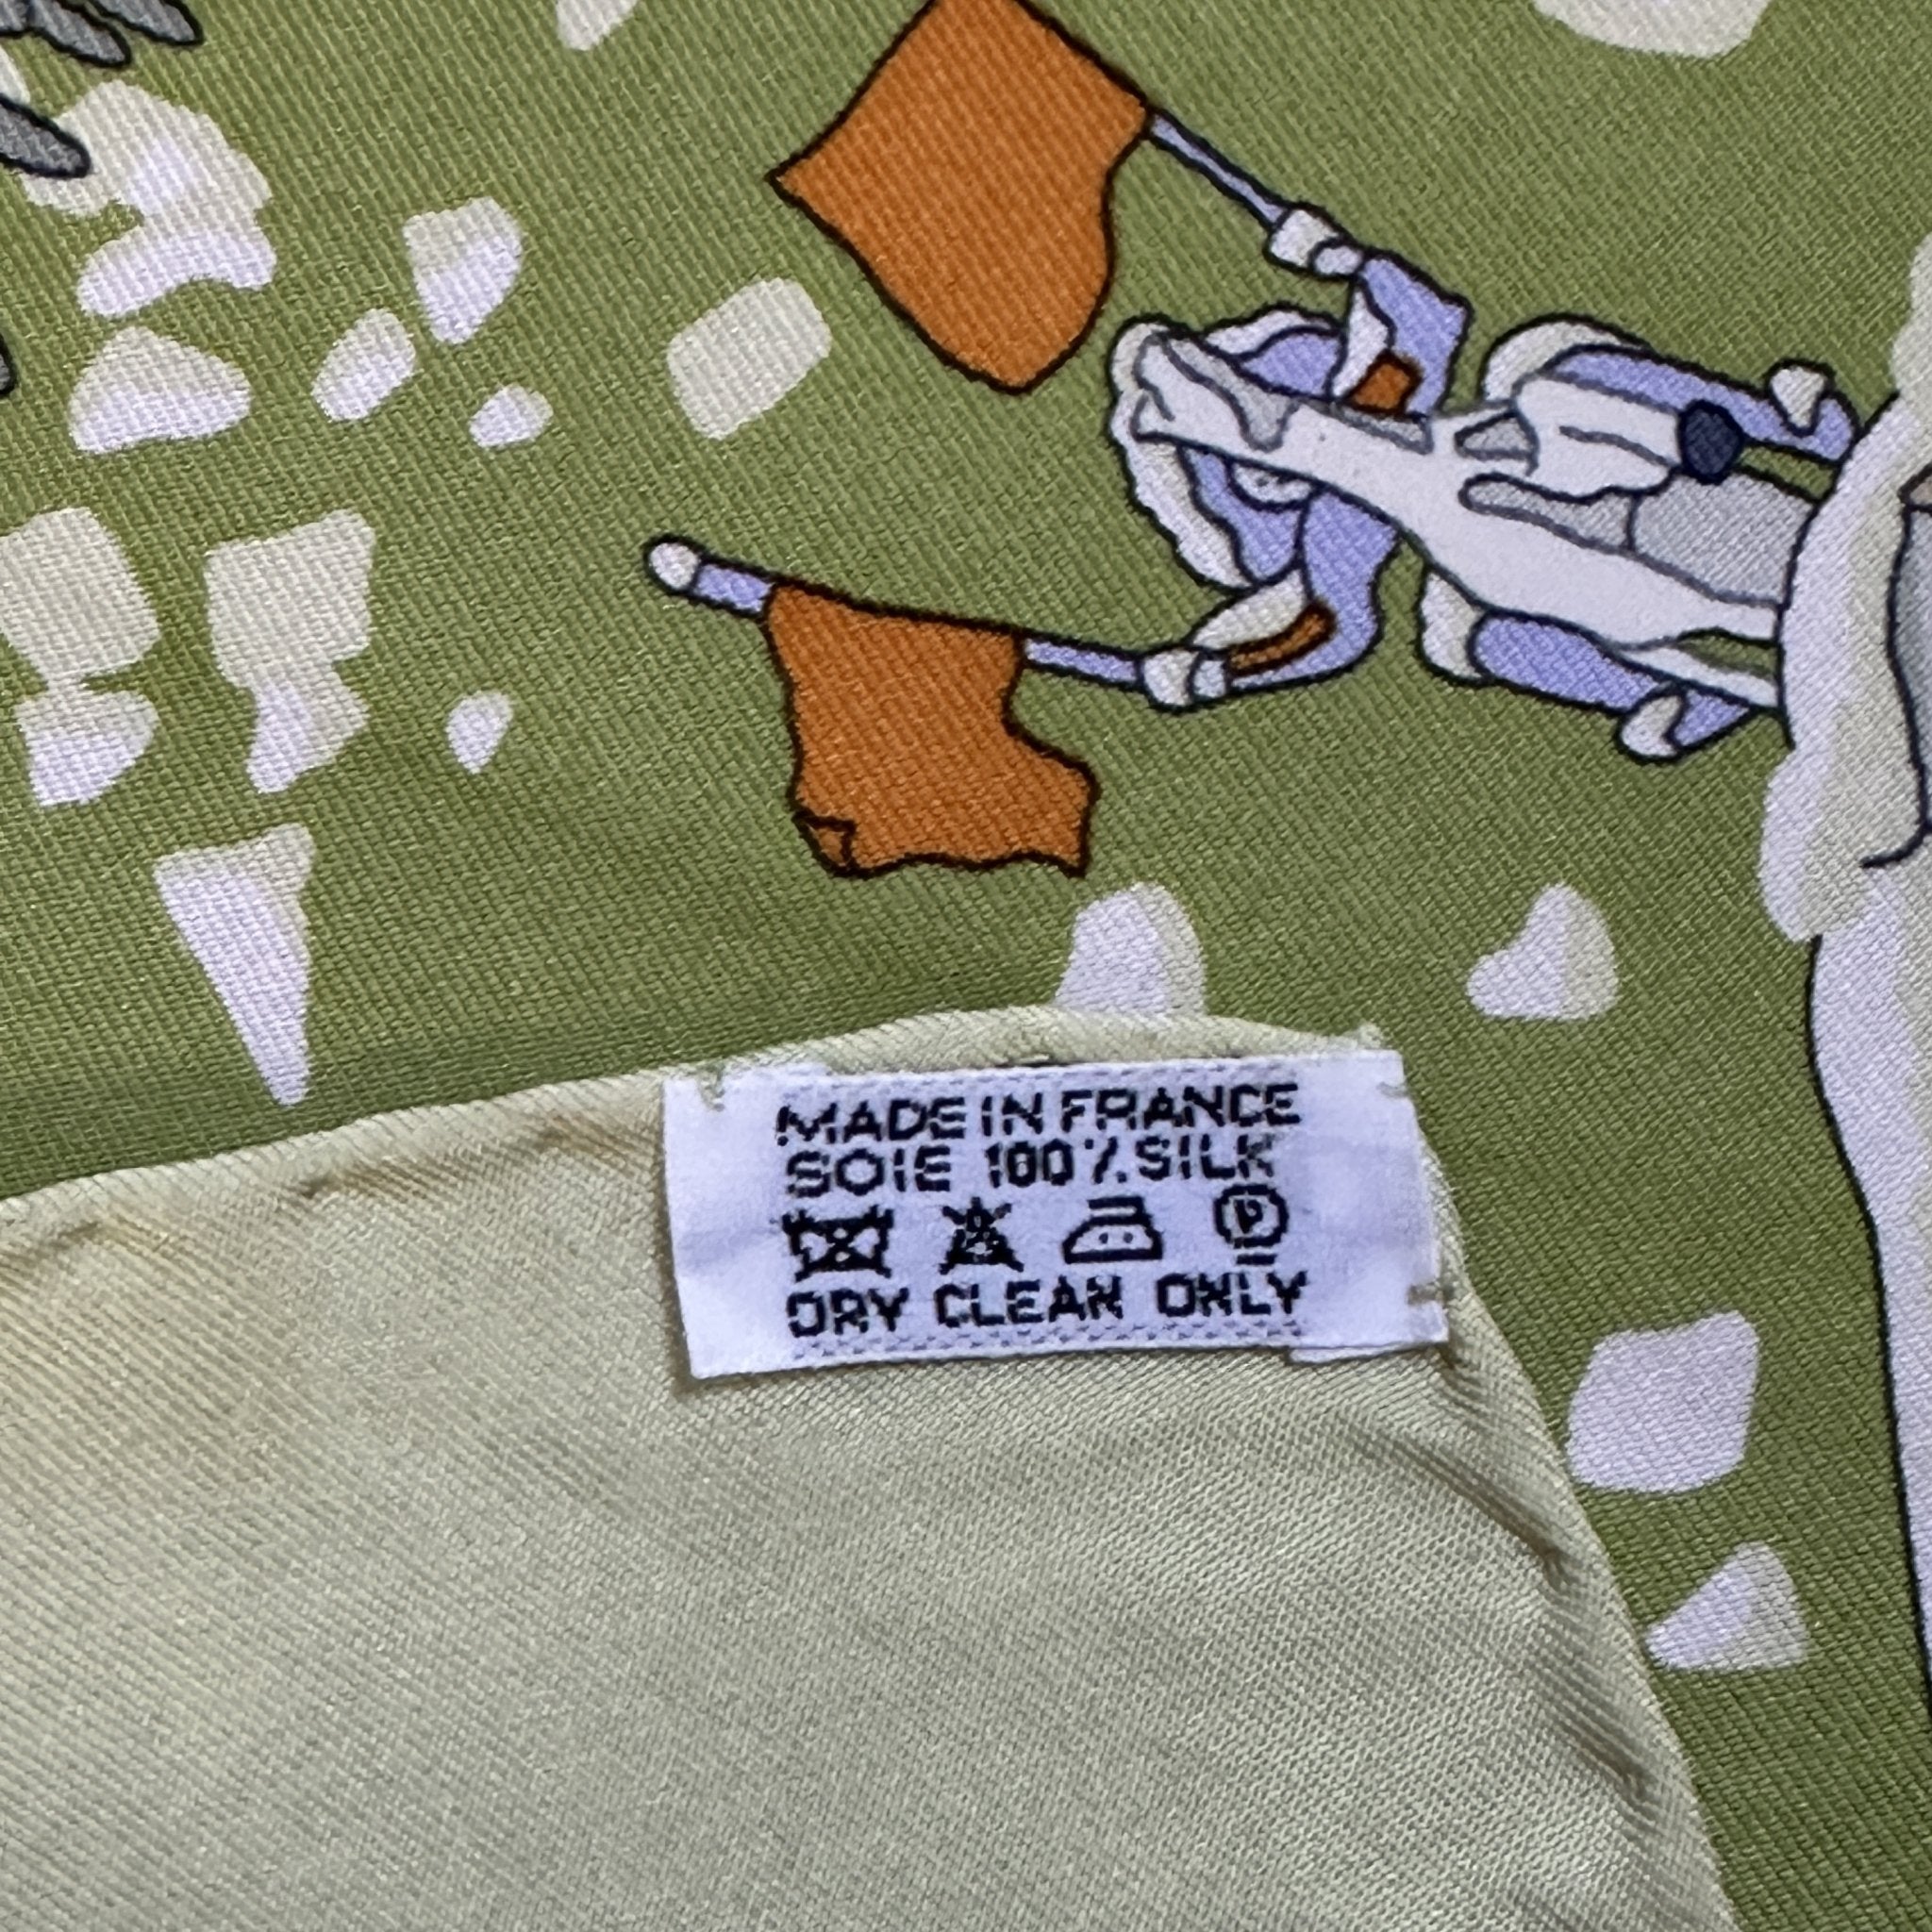 MADE IN FRANCE
SOIE 100% SILK
P
DRY CLEAN ONLY